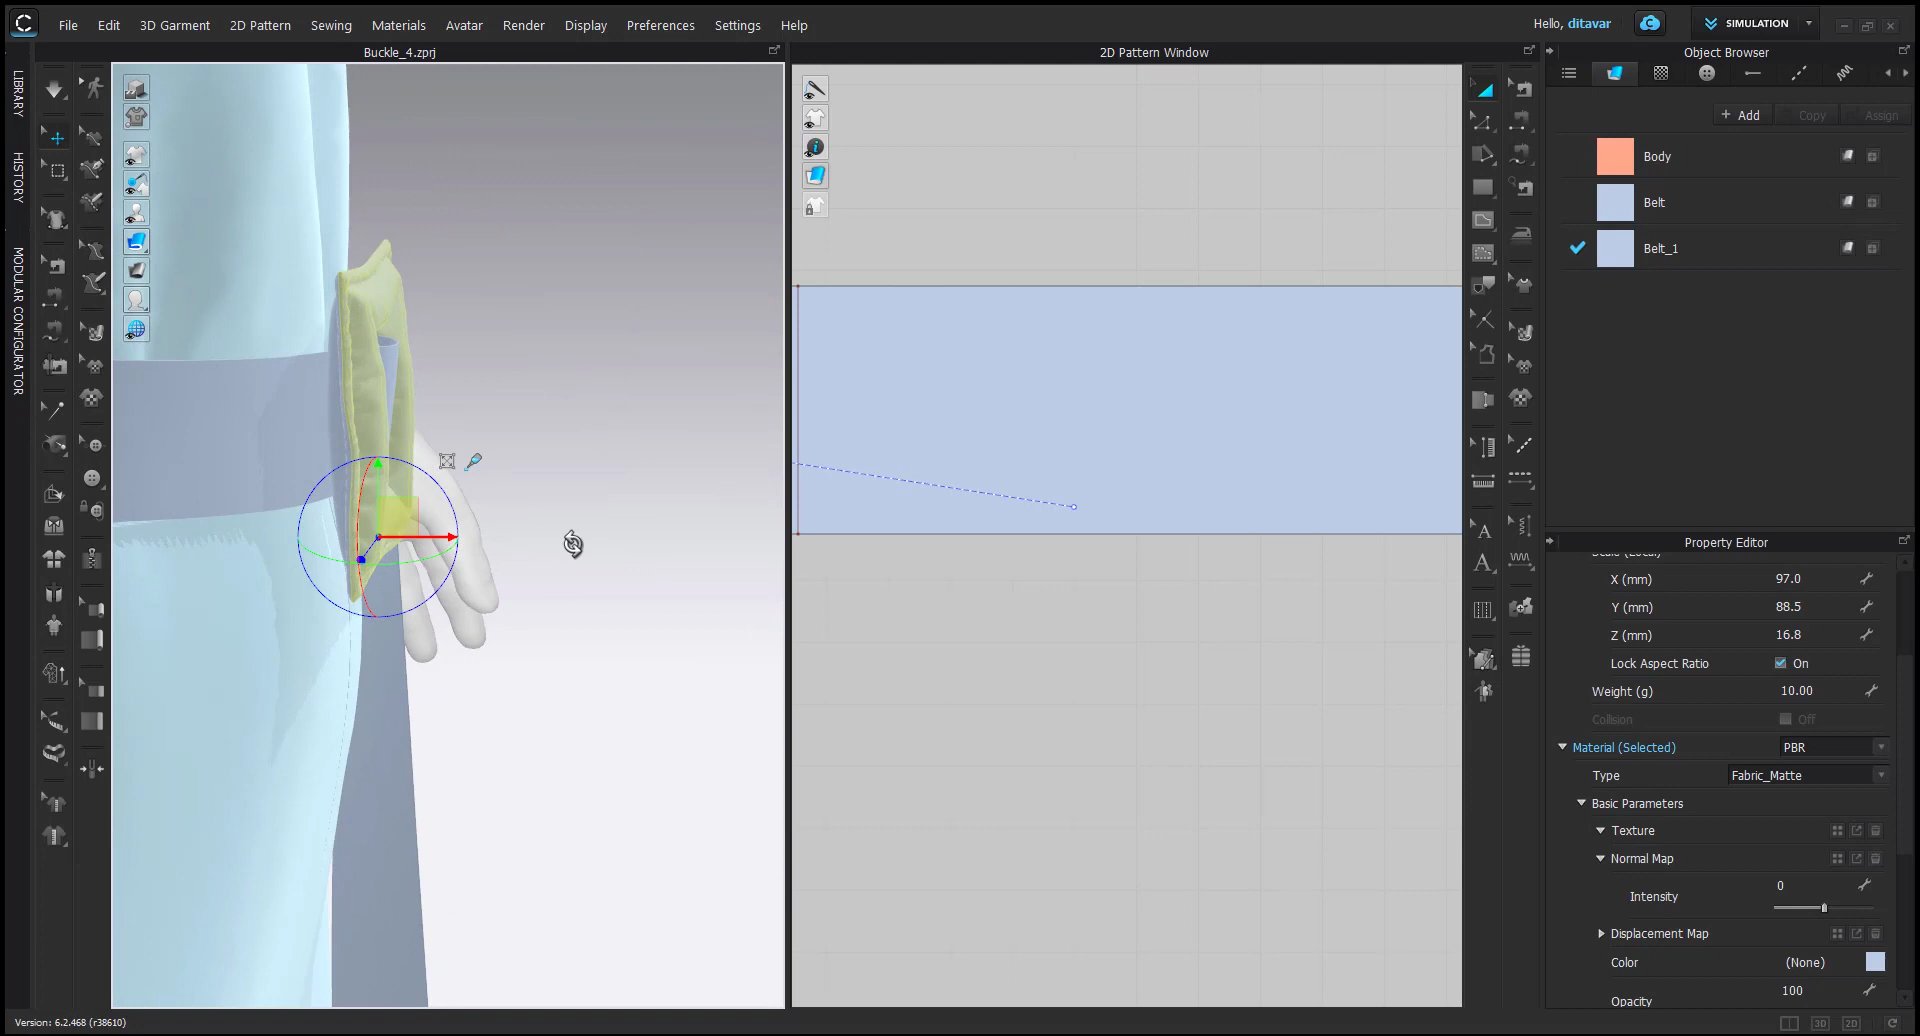 File Edit 3D Garment 2D Pattern Sewing Materials Avatar Render Display Preferences Settings Help
Hello, ditavar
SIMULATION
Buckle_4.zprj
2D Pattern Window
Object Browser
LIBRARY
HISTORY
MODULAR CONFIGURATOR
+ Add Copy Assign
Body
Belt
Belt_1
Property Editor
Scale (Local)
X (mm) 97.0
Y (mm) 88.5
Z (mm) 16.8
Lock Aspect Ratio On
Weight (g) 10.00
Collision Off
Material (Selected) PBR
Type Fabric_Matte
Basic Parameters
Texture
Normal Map
Intensity 0
Displacement Map
Color (None)
Opacity 100
Version: 6.2.468 (r38610)
3D 2D